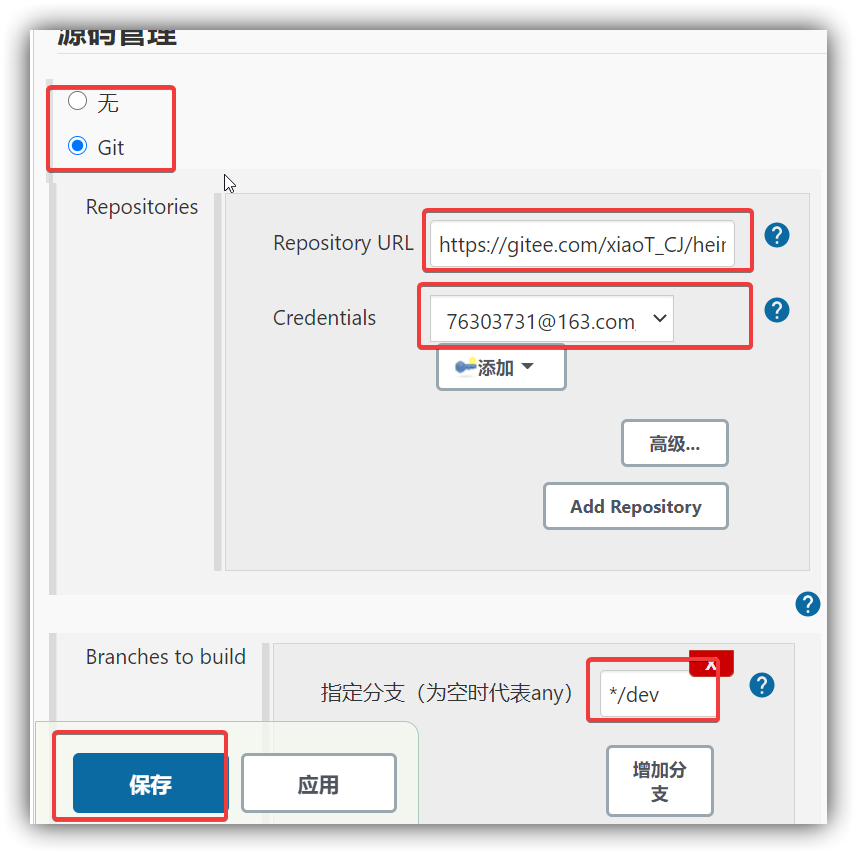 源码管理
无
Git
Repositories
Repository URL
https://gitee.com/xiaoT_CJ/heir
Credentials
76303731@163.com
添加
高级...
Add Repository
Branches to build
X
指定分支（为空时代表any）
*/dev
增加分
支
保存
应用